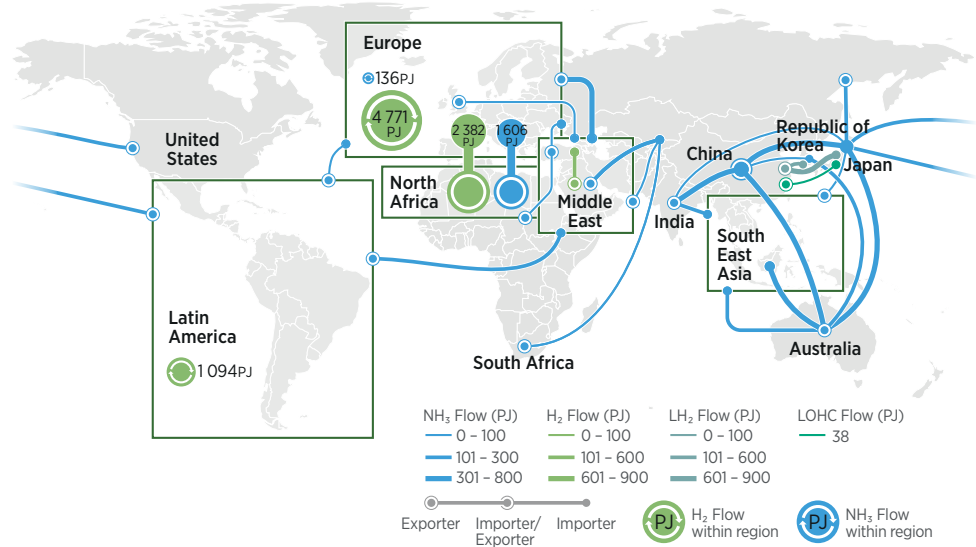 Europe
136PJ
4 771
PJ
2 382
PJ
1 606
PJ
United
States
North
Africa
Middle
East
Republic of
Korea
China
Japan
India
South
East
Asia
Latin
America
1 094PJ
South Africa
Australia
NH₃ Flow (PJ)
0 – 100
101 – 300
301 – 800
H₂ Flow (PJ)
0 – 100
101 – 600
601 – 900
LH₂ Flow (PJ)
0 – 100
101 – 600
601 – 900
LOHC Flow (PJ)
38
Exporter
Importer/
Exporter
Importer
PJ
H₂ Flow
within region
PJ
NH₃ Flow
within region